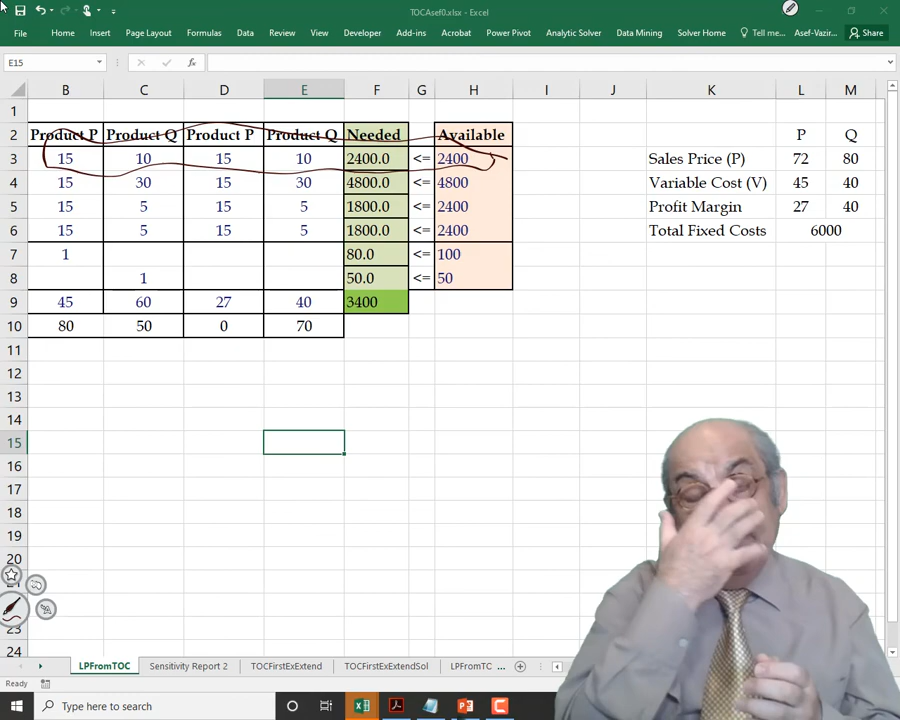 TOCAsef0.xlsx - Excel
File Home Insert Page Layout Formulas Data Review View Developer Add-ins Acrobat Power Pivot Analytic Solver Data Mining Solver Home Tell me... Asef-Vazir... Share
E15 fx
B C D E F G H I J K L M
1
2 Product P Product Q Product P Product Q Needed Available P Q
3 15 10 15 10 2400.0 <= 2400 Sales Price (P) 72 80
4 15 30 15 30 4800.0 <= 4800 Variable Cost (V) 45 40
5 15 5 15 5 1800.0 <= 2400 Profit Margin 27 40
6 15 5 15 5 1800.0 <= 2400 Total Fixed Costs 6000
7 1 80.0 <= 100
8 1 50.0 <= 50
9 45 60 27 40 3400
10 80 50 0 70
11
12
13
14
15
16
17
18
19
20
23
24
LPFromTOC Sensitivity Report 2 TOCFirstExExtend TOCFirstExExtendSol LPFromTC ...
Ready
Type here to search